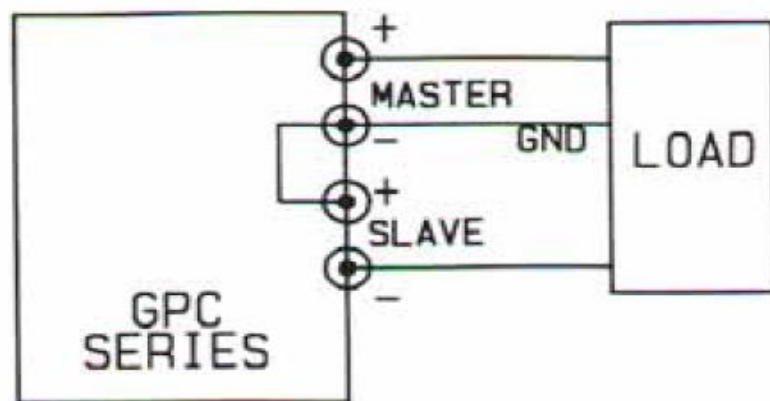 +
MASTER
-
GND
LOAD
+
SLAVE
-
GPC
SERIES